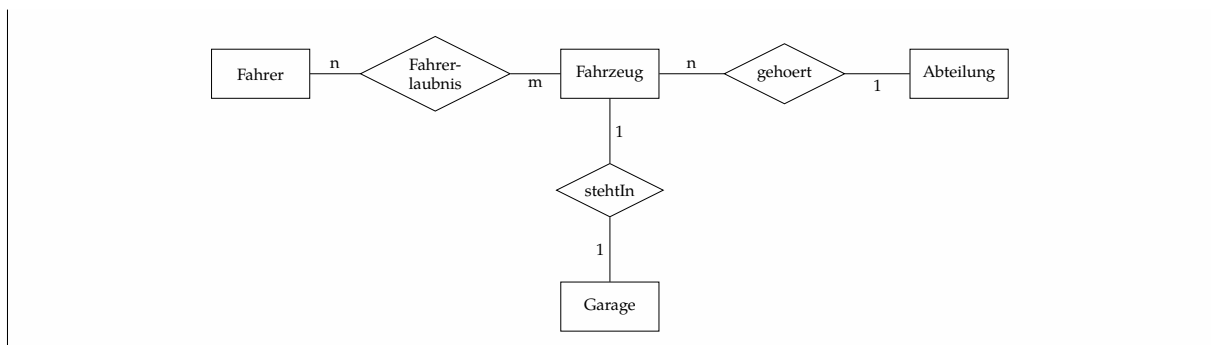 Fahrer
n
Fahrer-
laubnis
m
Fahrzeug
n
gehoert
1
Abteilung
1
stehtIn
1
Garage